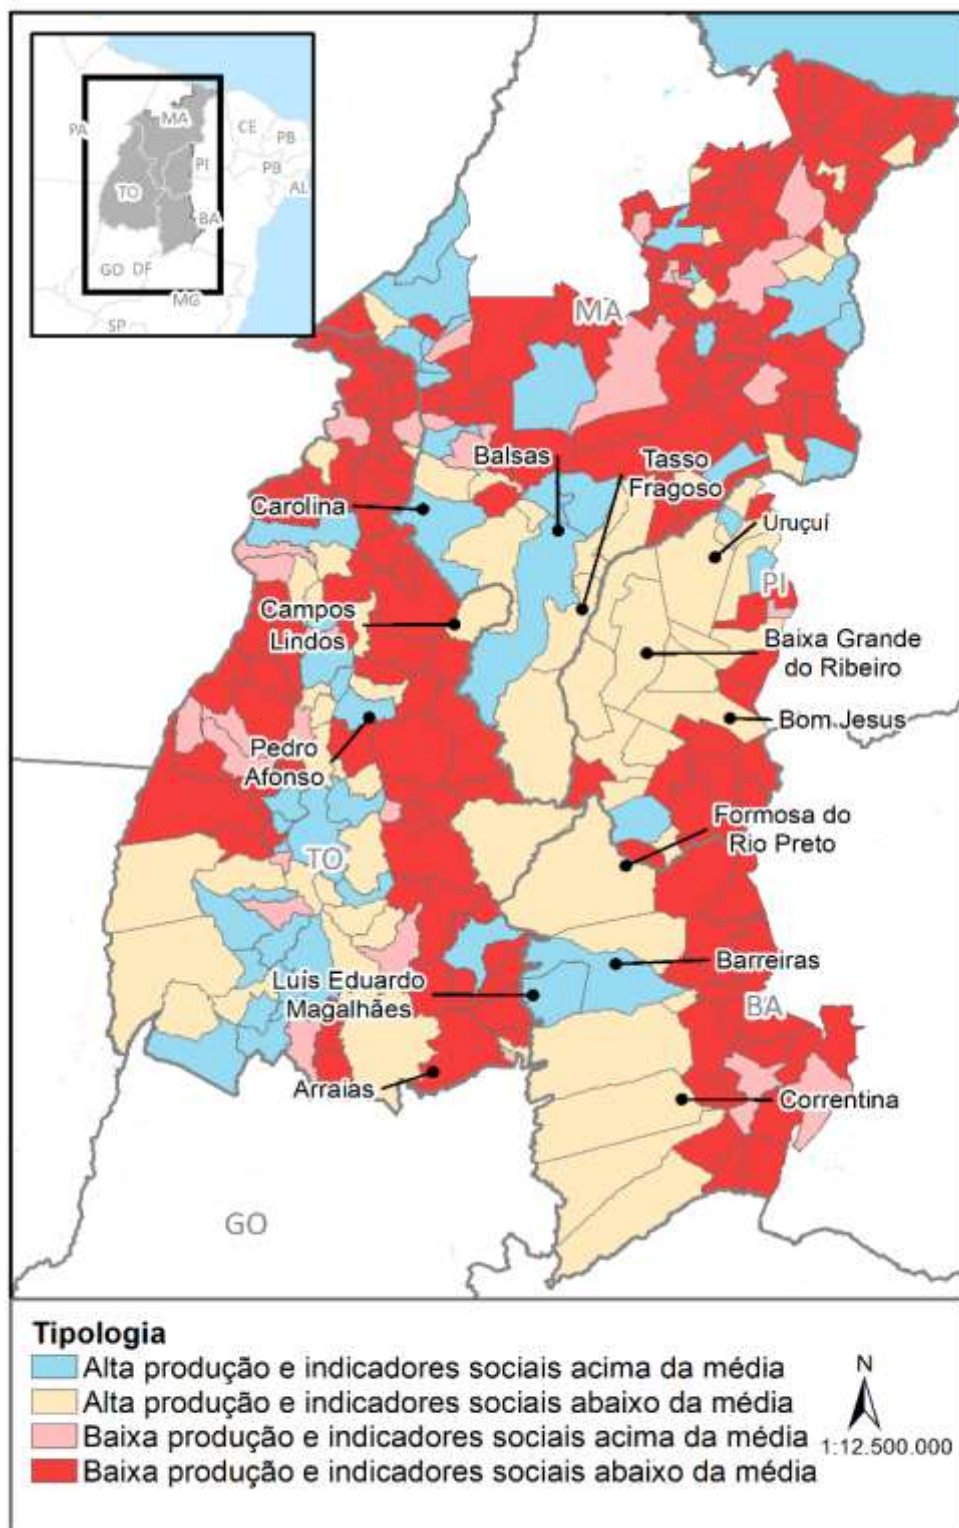 MA
PA
CE
PB
PI
PB
TO
AL
BA
GO
DF
MG
SP
MA
Balsas
Tasso
Fragoso
Carolina
Uruçuí
PI
Campos
Lindos
Baixa Grande
do Ribeiro
Bom Jesus
Pedro
Afonso
Formosa do
Rio Preto
TO
Barreiras
Luís Eduardo
Magalhães
BA
Arraias
Correntina
GO
Tipologia
Alta produção e indicadores sociais acima da média
Alta produção e indicadores sociais abaixo da média
Baixa produção e indicadores sociais acima da média
Baixa produção e indicadores sociais abaixo da média
N
1:12.500.000